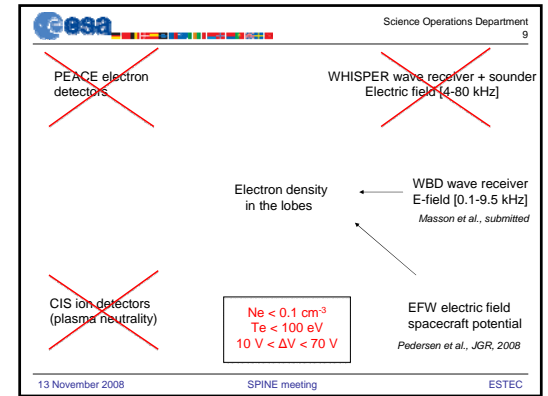 esa
Science Operations Department
9
PEACE electron
detectors
WHISPER wave receiver + sounder
Electric field [4-80 kHz]
Electron density
in the lobes
WBD wave receiver
E-field [0.1-9.5 kHz]
Masson et al., submitted
CIS ion detectors
(plasma neutrality)
Ne < 0.1 cm-3
Te < 100 eV
10 V < ΔV < 70 V
EFW electric field
spacecraft potential
Pedersen et al., JGR, 2008
13 November 2008
SPINE meeting
ESTEC